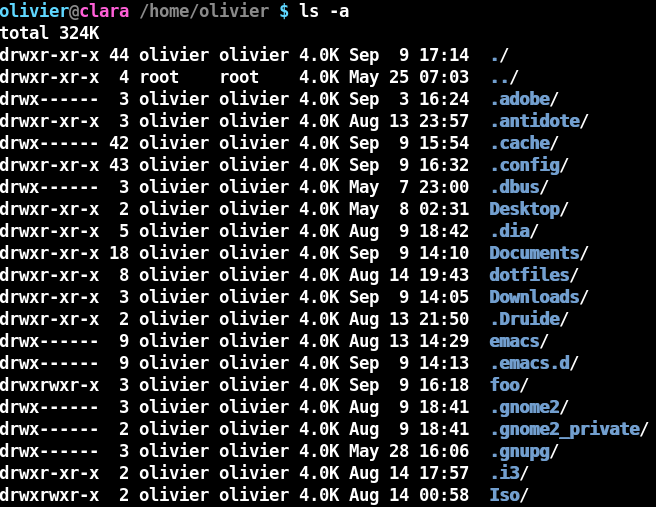 olivier@clara /home/olivier $ ls -a
total 324K
drwxr-xr-x 44 olivier olivier 4.0K Sep  9 17:14  ./
drwxr-xr-x  4 root    root    4.0K May 25 07:03  ../
drwx------  3 olivier olivier 4.0K Sep  3 16:24  .adobe/
drwxr-xr-x  3 olivier olivier 4.0K Aug 13 23:57  .antidote/
drwx------ 42 olivier olivier 4.0K Sep  9 15:54  .cache/
drwxr-xr-x 43 olivier olivier 4.0K Sep  9 16:32  .config/
drwx------  3 olivier olivier 4.0K May  7 23:00  .dbus/
drwxr-xr-x  2 olivier olivier 4.0K May  8 02:31  Desktop/
drwxr-xr-x  5 olivier olivier 4.0K Aug  9 18:42  .dia/
drwxr-xr-x 18 olivier olivier 4.0K Sep  9 14:10  Documents/
drwxr-xr-x  8 olivier olivier 4.0K Aug 14 19:43  dotfiles/
drwxr-xr-x  3 olivier olivier 4.0K Sep  9 14:05  Downloads/
drwxr-xr-x  2 olivier olivier 4.0K Aug 13 21:50  .Druide/
drwx------  9 olivier olivier 4.0K Aug 13 14:29  emacs/
drwx------  9 olivier olivier 4.0K Sep  9 14:13  .emacs.d/
drwxrwxr-x  3 olivier olivier 4.0K Sep  9 16:18  foo/
drwx------  3 olivier olivier 4.0K Aug  9 18:41  .gnome2/
drwx------  2 olivier olivier 4.0K Aug  9 18:41  .gnome2_private/
drwx------  3 olivier olivier 4.0K May 28 16:06  .gnupg/
drwxr-xr-x  2 olivier olivier 4.0K Aug 14 17:57  .i3/
drwxrwxr-x  2 olivier olivier 4.0K Aug 14 00:58  Iso/